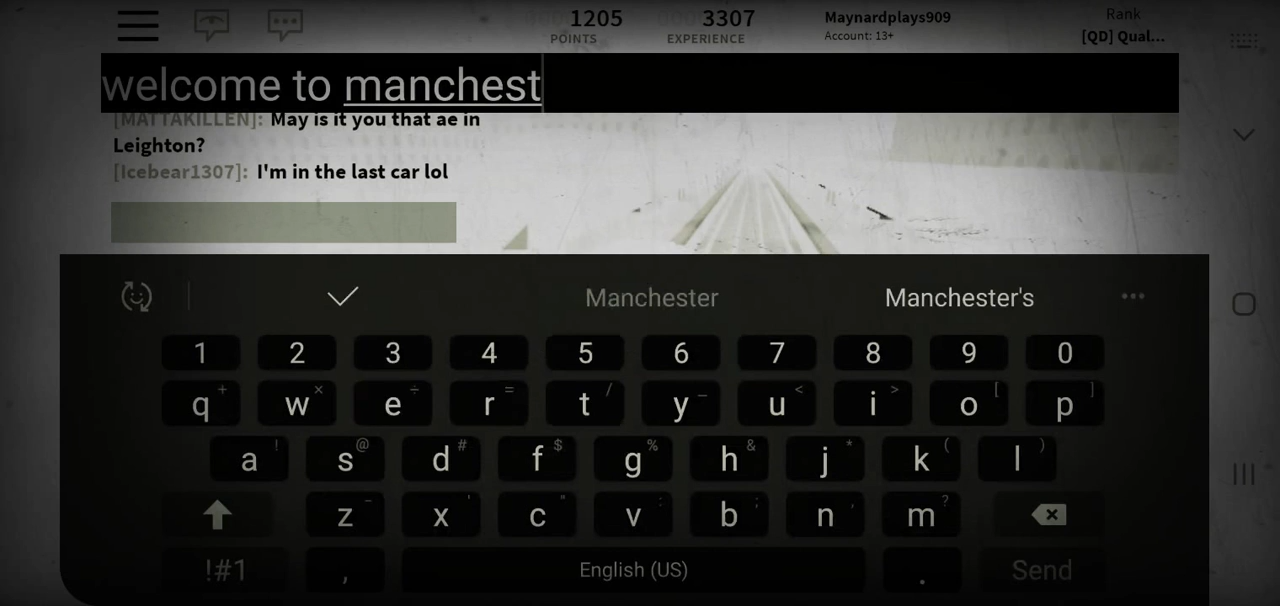 1205
3307
Maynardplays909
Rank
POINTS
EXPERIENCE
Account: 13+
[QD] Qual...
welcome to manchest
[MATTAKILLEN]: May is it you that ae in
Leighton?
[Icebear1307]: I'm in the last car lol
Manchester
Manchester's
1 2 3 4 5 6 7 8 9 0
q + w × e ÷ r = t / y _ u < i > o [ p ]
a ! s @ d # f $ g % h & j * k ( l )
z - x ' c " v : b ; n , m ?
!#1 , English (US) . Send